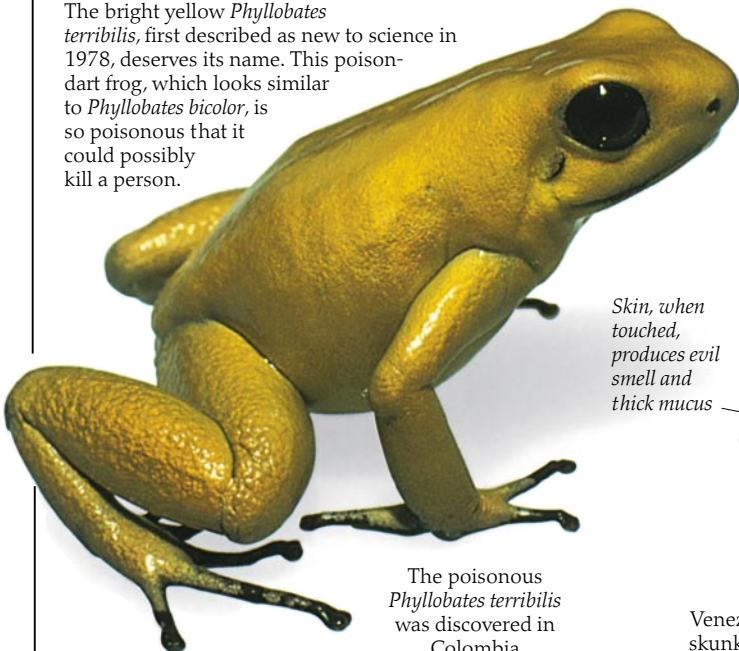 The bright yellow Phyllobates
terribilis, first described as new to science in
1978, deserves its name. This poison-
dart frog, which looks similar
to Phyllobates bicolor, is
so poisonous that it
could possibly
kill a person.
Skin, when
touched,
produces evil
smell and
thick mucus
The poisonous
Phyllobates terribilis
was discovered in
Colombia
skunk